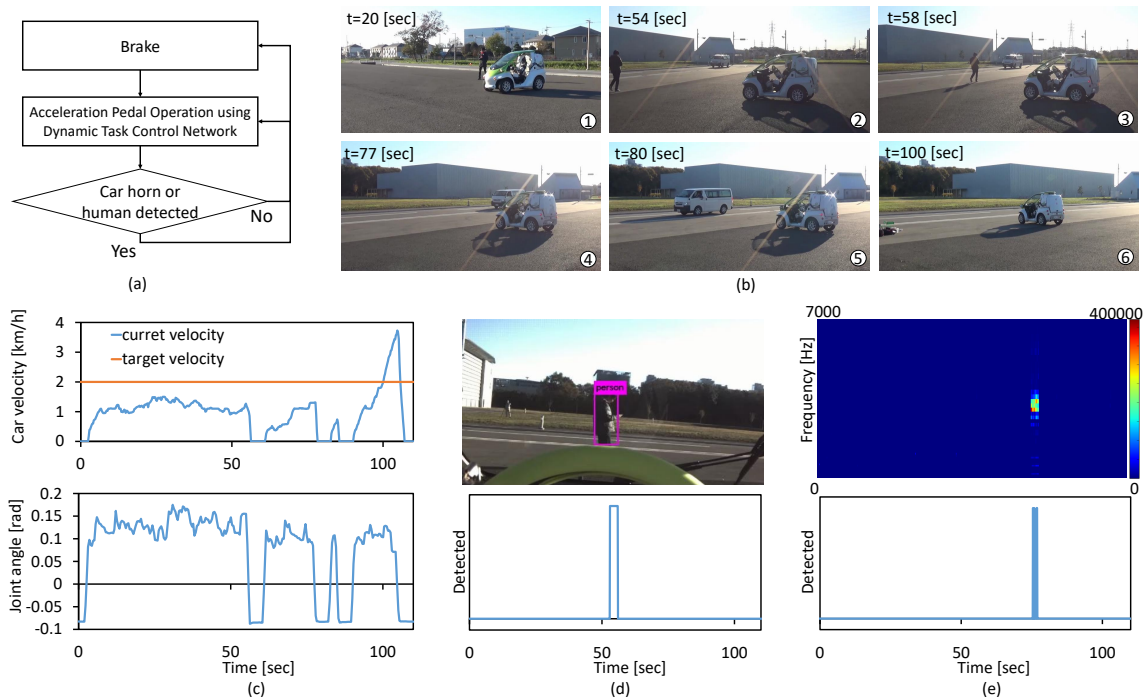 Brake
Acceleration Pedal Operation using
Dynamic Task Control Network
Car horn or
human detected
No
Yes
(a)
t=20 [sec]
①
t=54 [sec]
②
t=58 [sec]
③
t=77 [sec]
④
t=80 [sec]
⑤
t=100 [sec]
⑥
(b)
Car velocity [km/h]
4
3
2
1
0
curret velocity
target velocity
0
50
100
Joint angle [rad]
0.2
0.15
0.10
0.05
0
-0.05
-0.1
0
50
100
Time [sec]
(c)
person
Detected
0
50
100
Time [sec]
(d)
7000
Frequency [Hz]
0
400000
0
Detected
0
50
100
Time [sec]
(e)